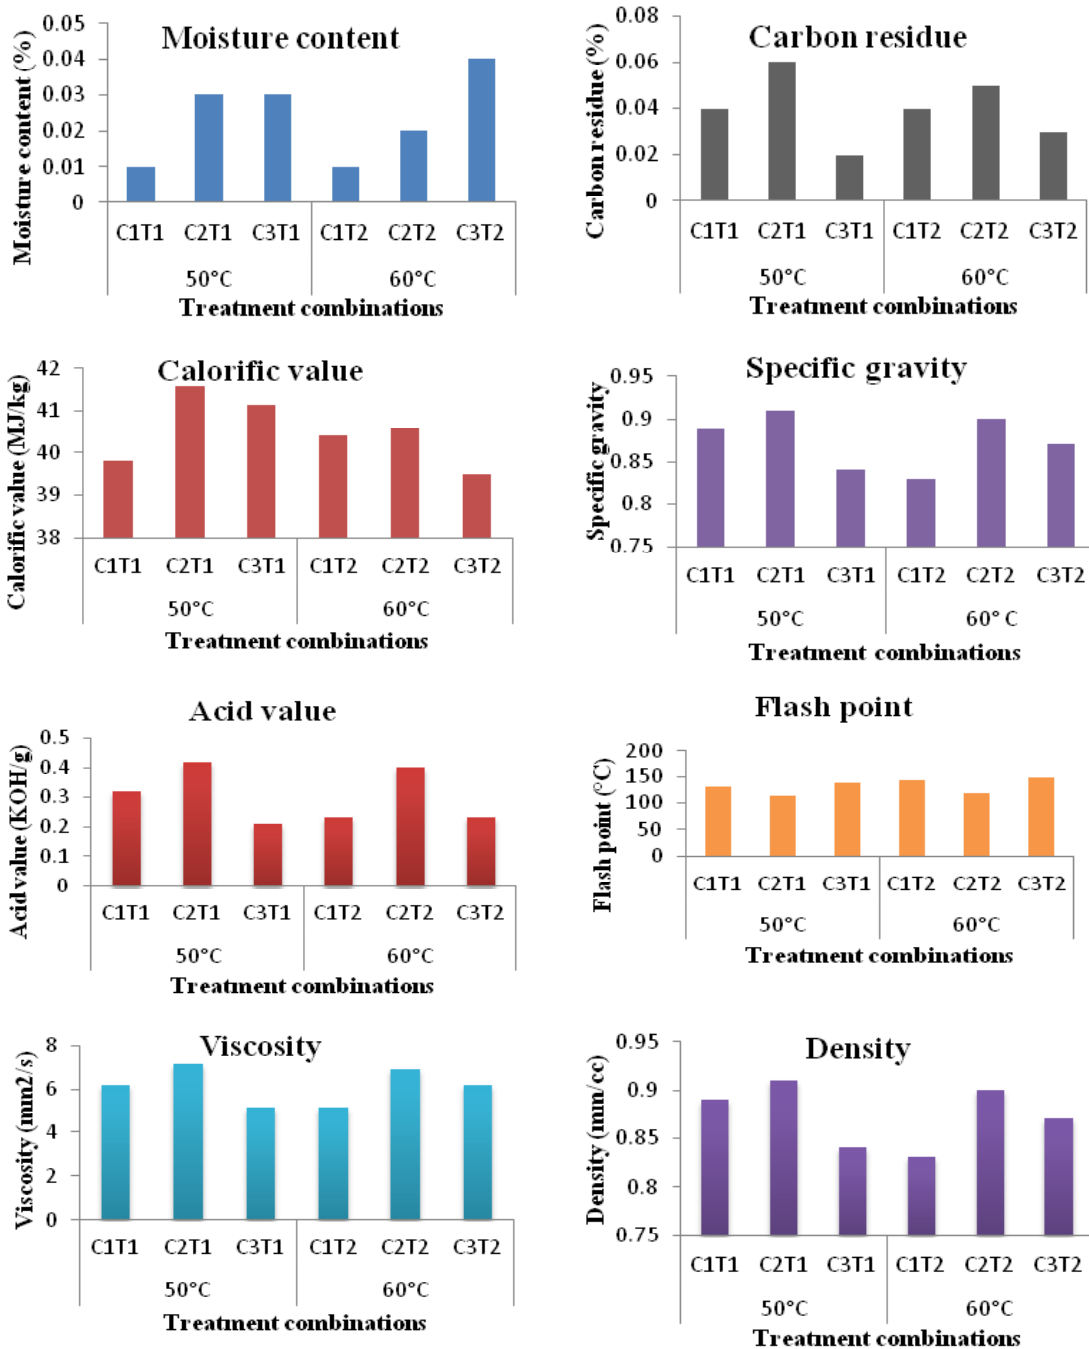 Moisture content
Moisture content (%)
0.05
0.04
0.03
0.02
0.01
0
C1T1 C2T1 C3T1 C1T2 C2T2 C3T2
50°C 60°C
Treatment combinations
Carbon residue
Carbon residue (%)
0.08
0.06
0.04
0.02
0
C1T1 C2T1 C3T1 C1T2 C2T2 C3T2
50°C 60°C
Treatment combinations
Calorific value
Calorific value (MJ/kg)
42
41
40
39
38
C1T1 C2T1 C3T1 C1T2 C2T2 C3T2
50°C 60°C
Treatment combinations
Specific gravity
Specific gravity
0.95
0.9
0.85
0.8
0.75
C1T1 C2T1 C3T1 C1T2 C2T2 C3T2
50°C 60° C
Treatment combinations
Acid value
Acid value (KOH/g)
0.5
0.4
0.3
0.2
0.1
0
C1T1 C2T1 C3T1 C1T2 C2T2 C3T2
50°C 60°C
Treatment combinations
Flash point
Flash point (°C)
200
150
100
50
0
C1T1 C2T1 C3T1 C1T2 C2T2 C3T2
50°C 60°C
Treatment combinations
Viscosity
Viscosity (mm2/s)
8
6
4
2
0
C1T1 C2T1 C3T1 C1T2 C2T2 C3T2
50°C 60°C
Treatment combinations
Density
Density (mm/cc)
0.95
0.9
0.85
0.8
0.75
C1T1 C2T1 C3T1 C1T2 C2T2 C3T2
50°C 60°C
Treatment combinations